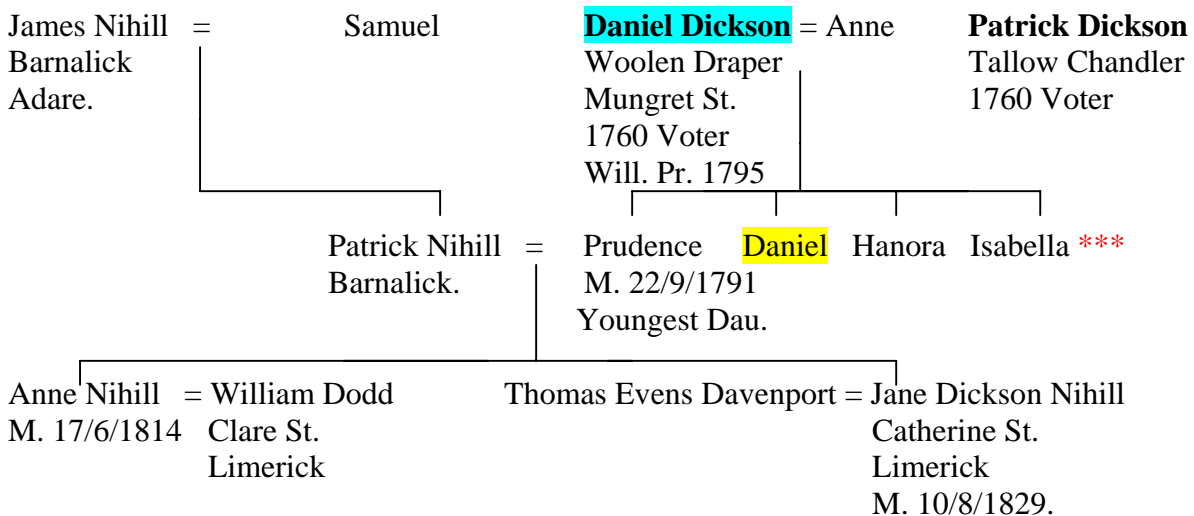 James Nihill = Samuel Daniel Dickson = Anne Patrick Dickson
Barnalick Woolen Draper Tallow Chandler
Adare. Mungret St. 1760 Voter
1760 Voter
Will. Pr. 1795
Patrick Nihill = Prudence Daniel Hanora Isabella ***
Barnalick. M. 22/9/1791
Youngest Dau.
Anne Nihill = William Dodd Thomas Evens Davenport = Jane Dickson Nihill
M. 17/6/1814 Clare St. Catherine St.
Limerick Limerick
M. 10/8/1829.